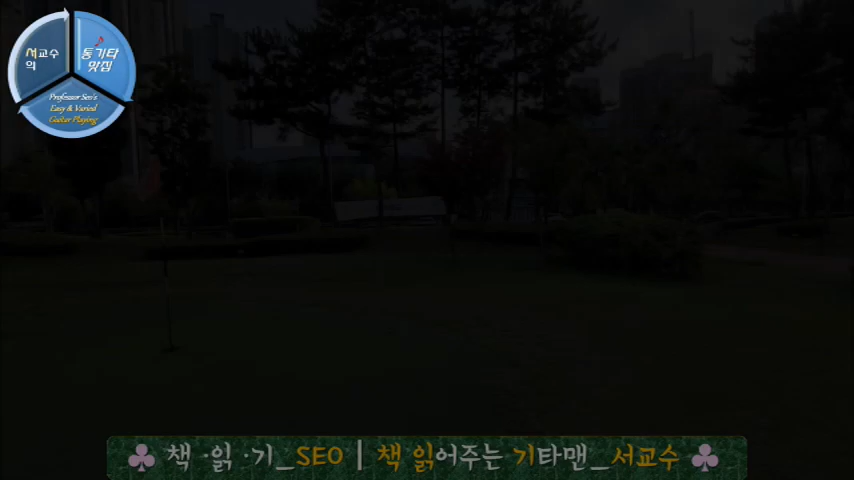 서교수
의
통기타
맛집
Professor Seo's
Easy & Varied
Guitar Playing
♣ 책 ·읽 ·기_SEO | 책 읽어주는 기타맨_서교수 ♣